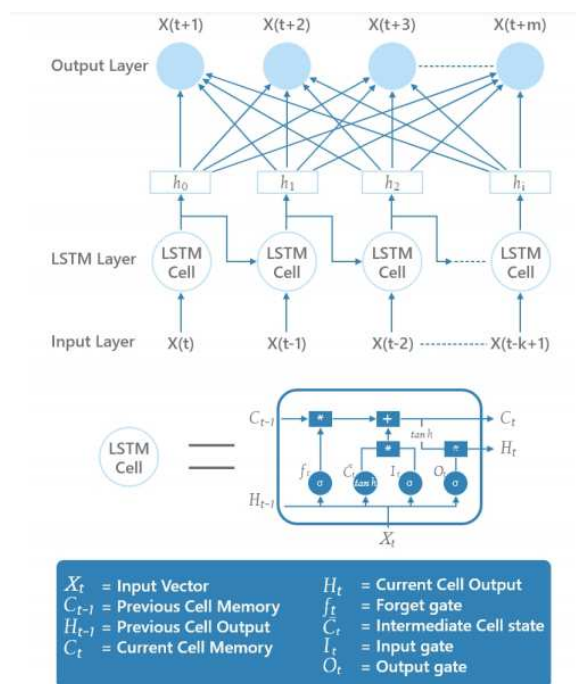 X(t+1) X(t+2) X(t+3) X(t+m)
Output Layer
h₀ h₁ h₂ hᵢ
LSTM Layer
LSTM Cell LSTM Cell LSTM Cell LSTM Cell
Input Layer
X(t) X(t-1) X(t-2) X(t-k+1)
Cₜ₋₁ * + Cₜ
tan h
* * Hₜ
LSTM
Cell
fₜ C̃ₜ Iₜ Oₜ
σ tan h σ σ
Hₜ₋₁
Xₜ
Xₜ = Input Vector
Cₜ₋₁ = Previous Cell Memory
Hₜ₋₁ = Previous Cell Output
Cₜ = Current Cell Memory
Hₜ = Current Cell Output
fₜ = Forget gate
C̃ₜ = Intermediate Cell state
Iₜ = Input gate
Oₜ = Output gate